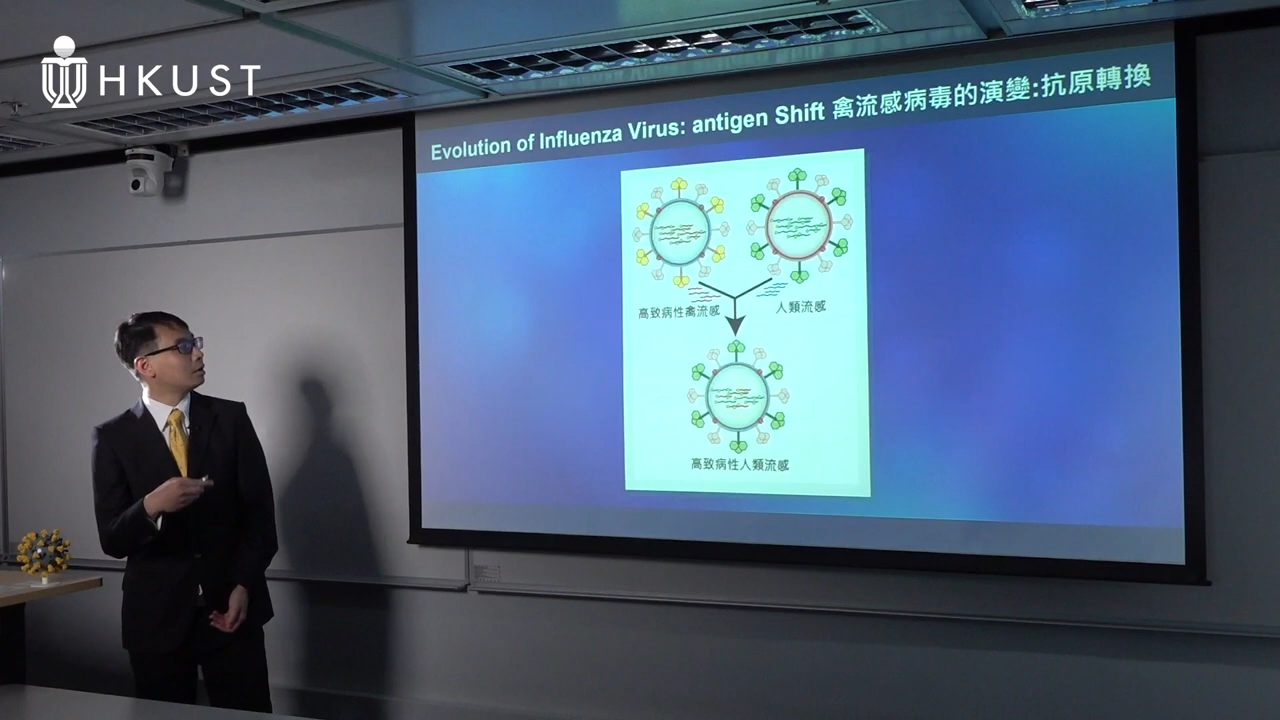 HKUST
Evolution of Influenza Virus: antigen Shift 禽流感病毒的演變:抗原轉換
高致病性禽流感
人類流感
高致病性人類流感